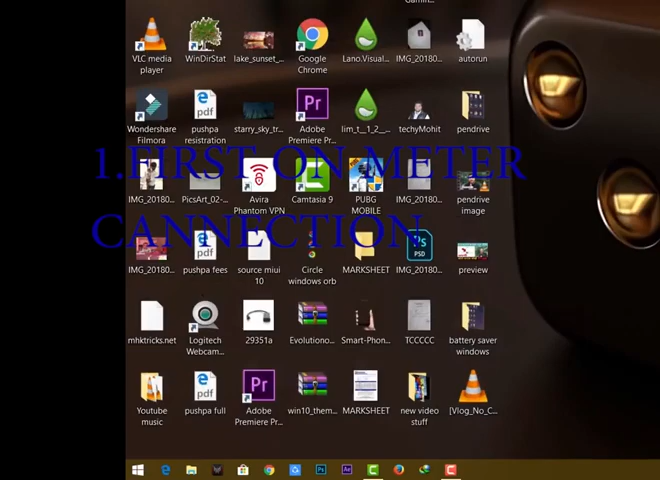 Gamin...
VLC media player
WinDirStat
lake_sunset_...
Google Chrome
Lano.Visual...
IMG_20180...
autorun
Wondershare Filmora
pushpa resistration
starry_sky_tr...
Adobe Premiere Pr...
lim_t__1_2__...
techyMohit
pendrive
1.FIRST ON METER
CANNECTION
IMG_20180...
PicsArt_02-...
Avira Phantom VPN
Camtasia 9
PUBG MOBILE
IMG_20180...
pendrive image
IMG_20180...
pushpa fees
source miui 10
Circle windows orb
MARKSHEET
IMG_20180...
preview
mhktricks.net
Logitech Webcam...
29351a
Evolutiono...
Smart-Phon...
TCCCCC
battery saver windows
Youtube music
pushpa full
Adobe Premiere Pr...
win10_them...
MARKSHEET
new video stuff
[Vlog_No_C...